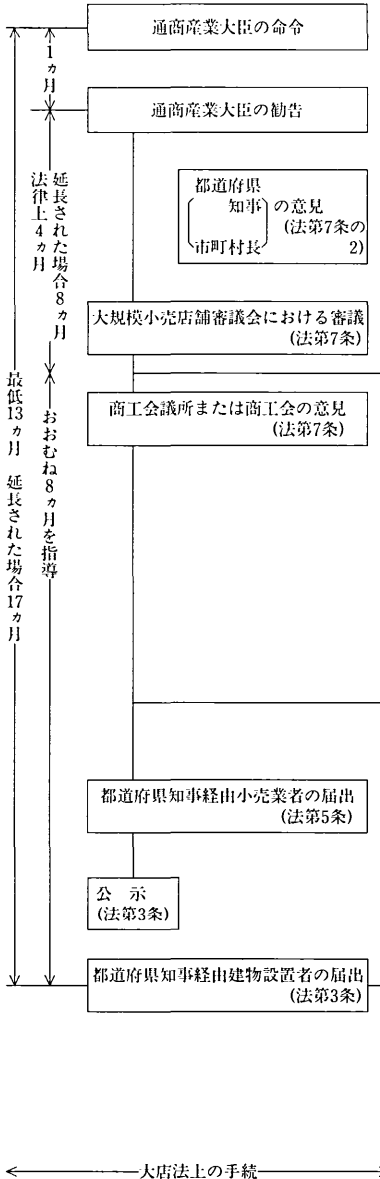 通商産業大臣の命令
通商産業大臣の勧告
都道府県
知事
市町村長
の意見
(法第7条の
2)
大規模小売店舗審議会における審議
(法第7条)
商工会議所または商工会の意見
(法第7条)
都道府県知事経由小売業者の届出
(法第5条)
公 示
(法第3条)
都道府県知事経由建物設置者の届出
(法第3条)
1ヵ月
延長された場合8ヵ月
法律上4ヵ月
おおむね8ヵ月を指導
最低13ヵ月 延長された場合17ヵ月
大店法上の手続